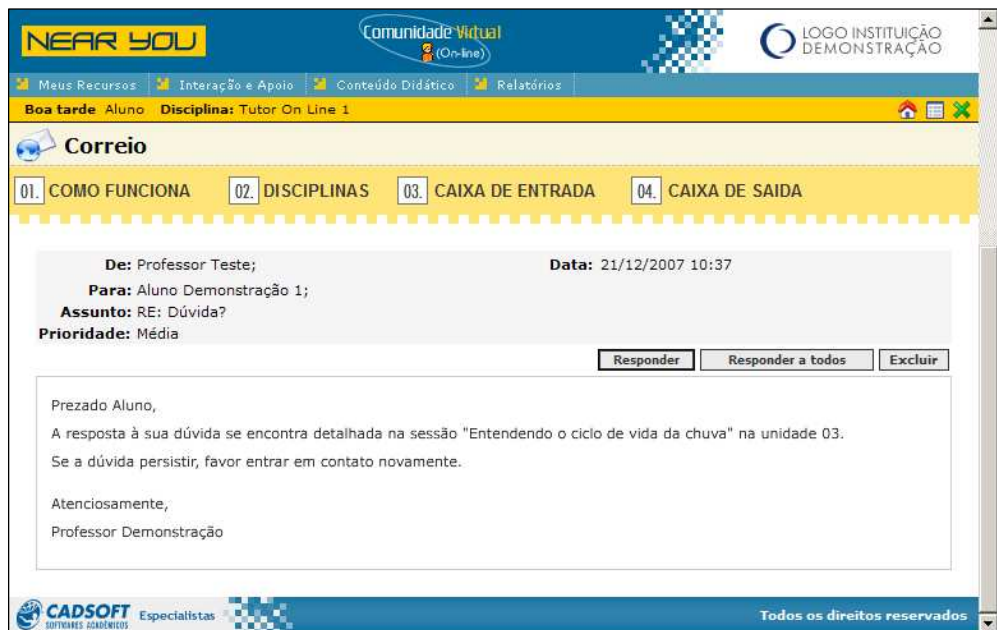 NEAR YOU
Comunidade Virtual
(On-line)
LOGO INSTITUIÇÃO
DEMONSTRAÇÃO
Meus Recursos Interação e Apoio Conteúdo Didático Relatórios
Boa tarde Aluno Disciplina: Tutor On Line 1
Correio
01. COMO FUNCIONA 02. DISCIPLINAS 03. CAIXA DE ENTRADA 04. CAIXA DE SAIDA
De: Professor Teste; Data: 21/12/2007 10:37
Para: Aluno Demonstração 1;
Assunto: RE: Dúvida?
Prioridade: Média
Responder Responder a todos Excluir
Prezado Aluno,
A resposta à sua dúvida se encontra detalhada na sessão "Entendendo o ciclo de vida da chuva" na unidade 03.
Se a dúvida persistir, favor entrar em contato novamente.
Atenciosamente,
Professor Demonstração
CADSOFT Especialistas Todos os direitos reservados
SOFTWARES ACADÊMICOS